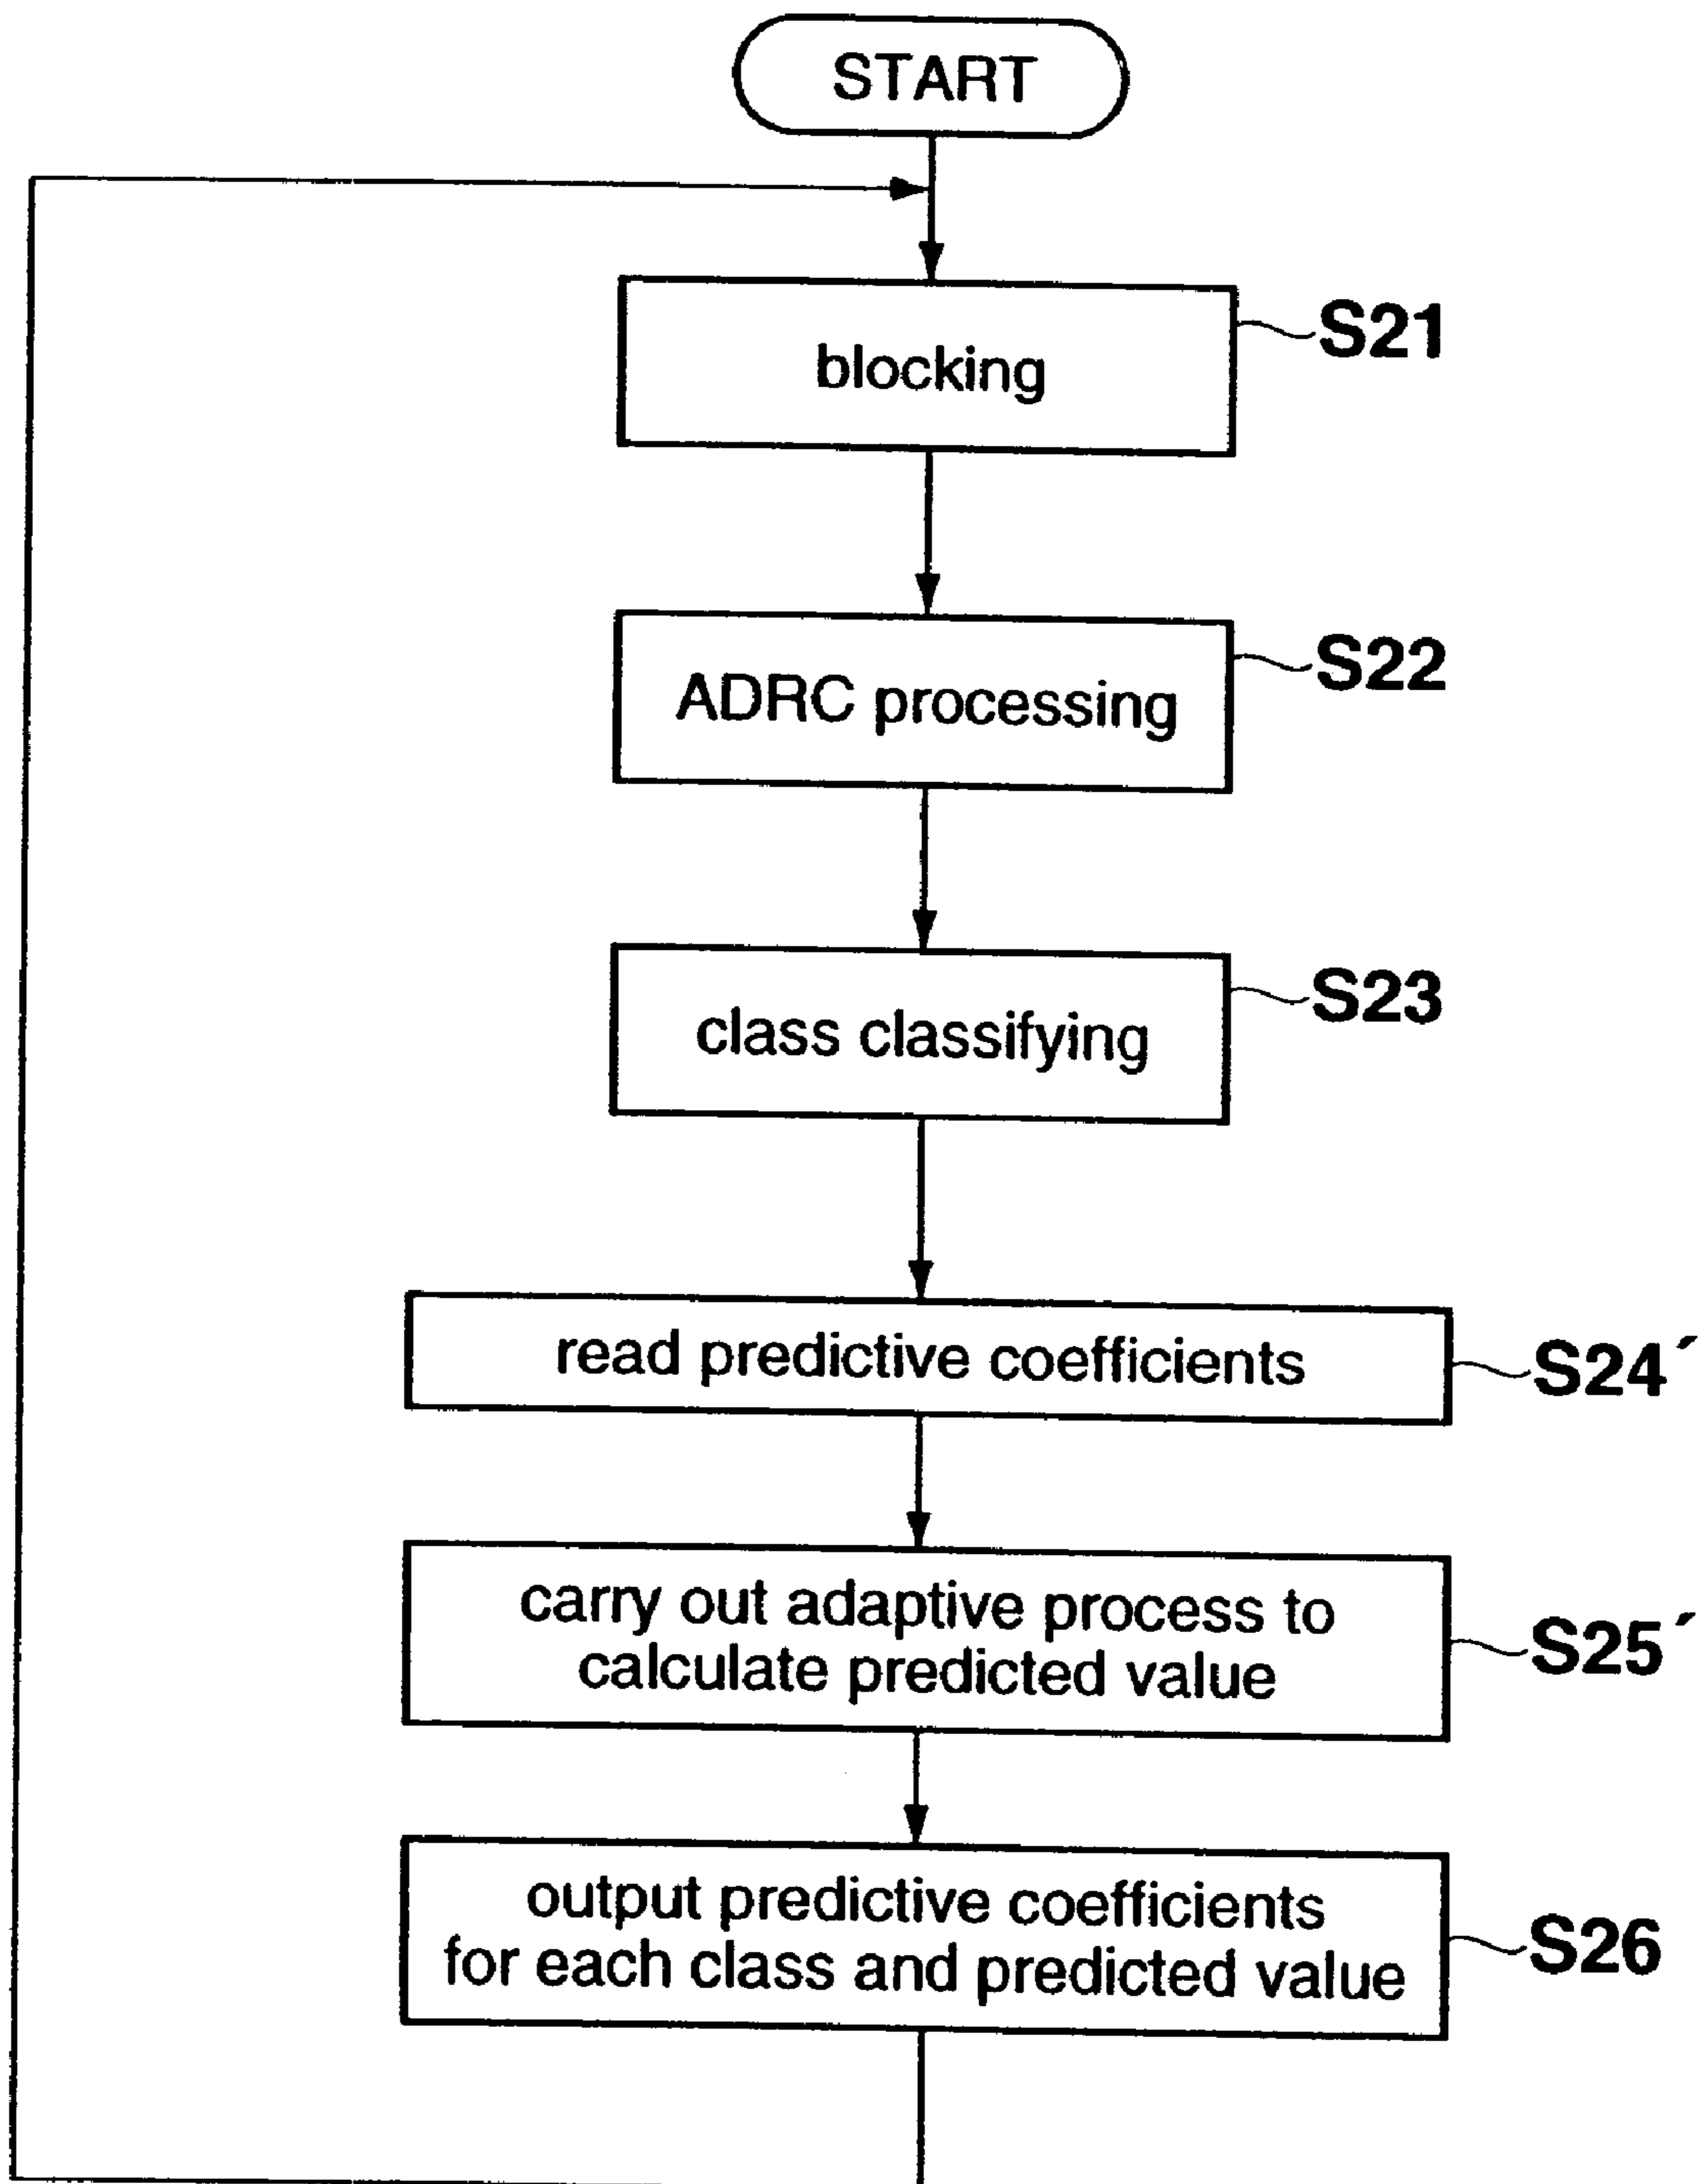 START
blocking
S21
ADRC processing
S22
class classifying
S23
read predictive coefficients
S24´
carry out adaptive process to
calculate predicted value
S25´
output predictive coefficients
for each class and predicted value
S26